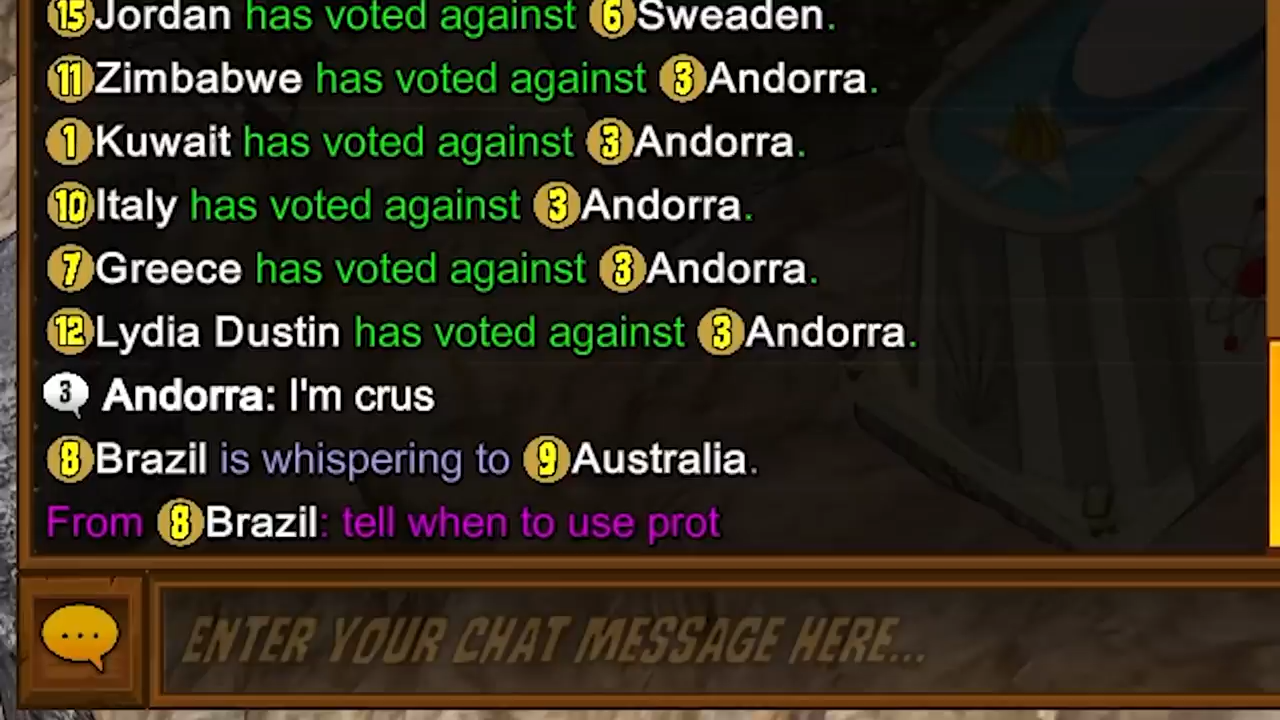 15 Jordan has voted against 6 Sweaden.
11 Zimbabwe has voted against 3 Andorra.
1 Kuwait has voted against 3 Andorra.
10 Italy has voted against 3 Andorra.
7 Greece has voted against 3 Andorra.
12 Lydia Dustin has voted against 3 Andorra.
3 Andorra: I'm crus
8 Brazil is whispering to 9 Australia.
From 8 Brazil: tell when to use prot
ENTER YOUR CHAT MESSAGE HERE...